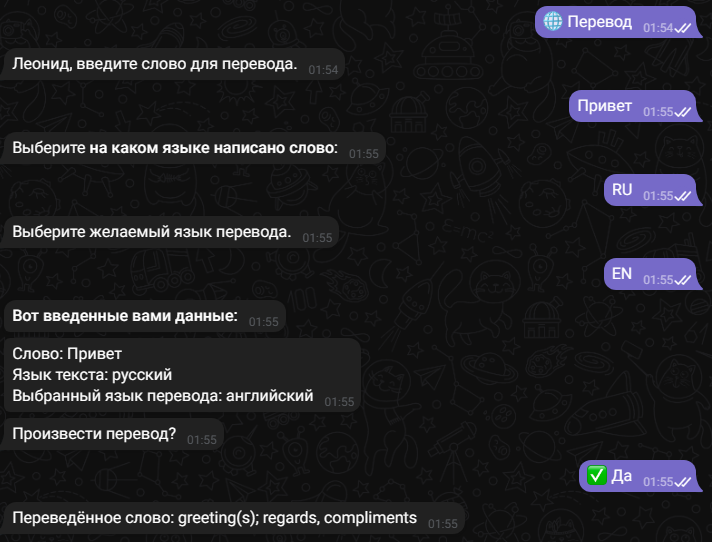 🌐 Перевод 01:54
Леонид, введите слово для перевода. 01:54
Привет 01:55
Выберите на каком языке написано слово: 01:55
RU 01:55
Выберите желаемый язык перевода. 01:55
EN 01:55
Вот введенные вами данные: 01:55
Слово: Привет
Язык текста: русский
Выбранный язык перевода: английский 01:55
Произвести перевод? 01:55
✅ Да 01:55
Переведённое слово: greeting(s); regards, compliments 01:55